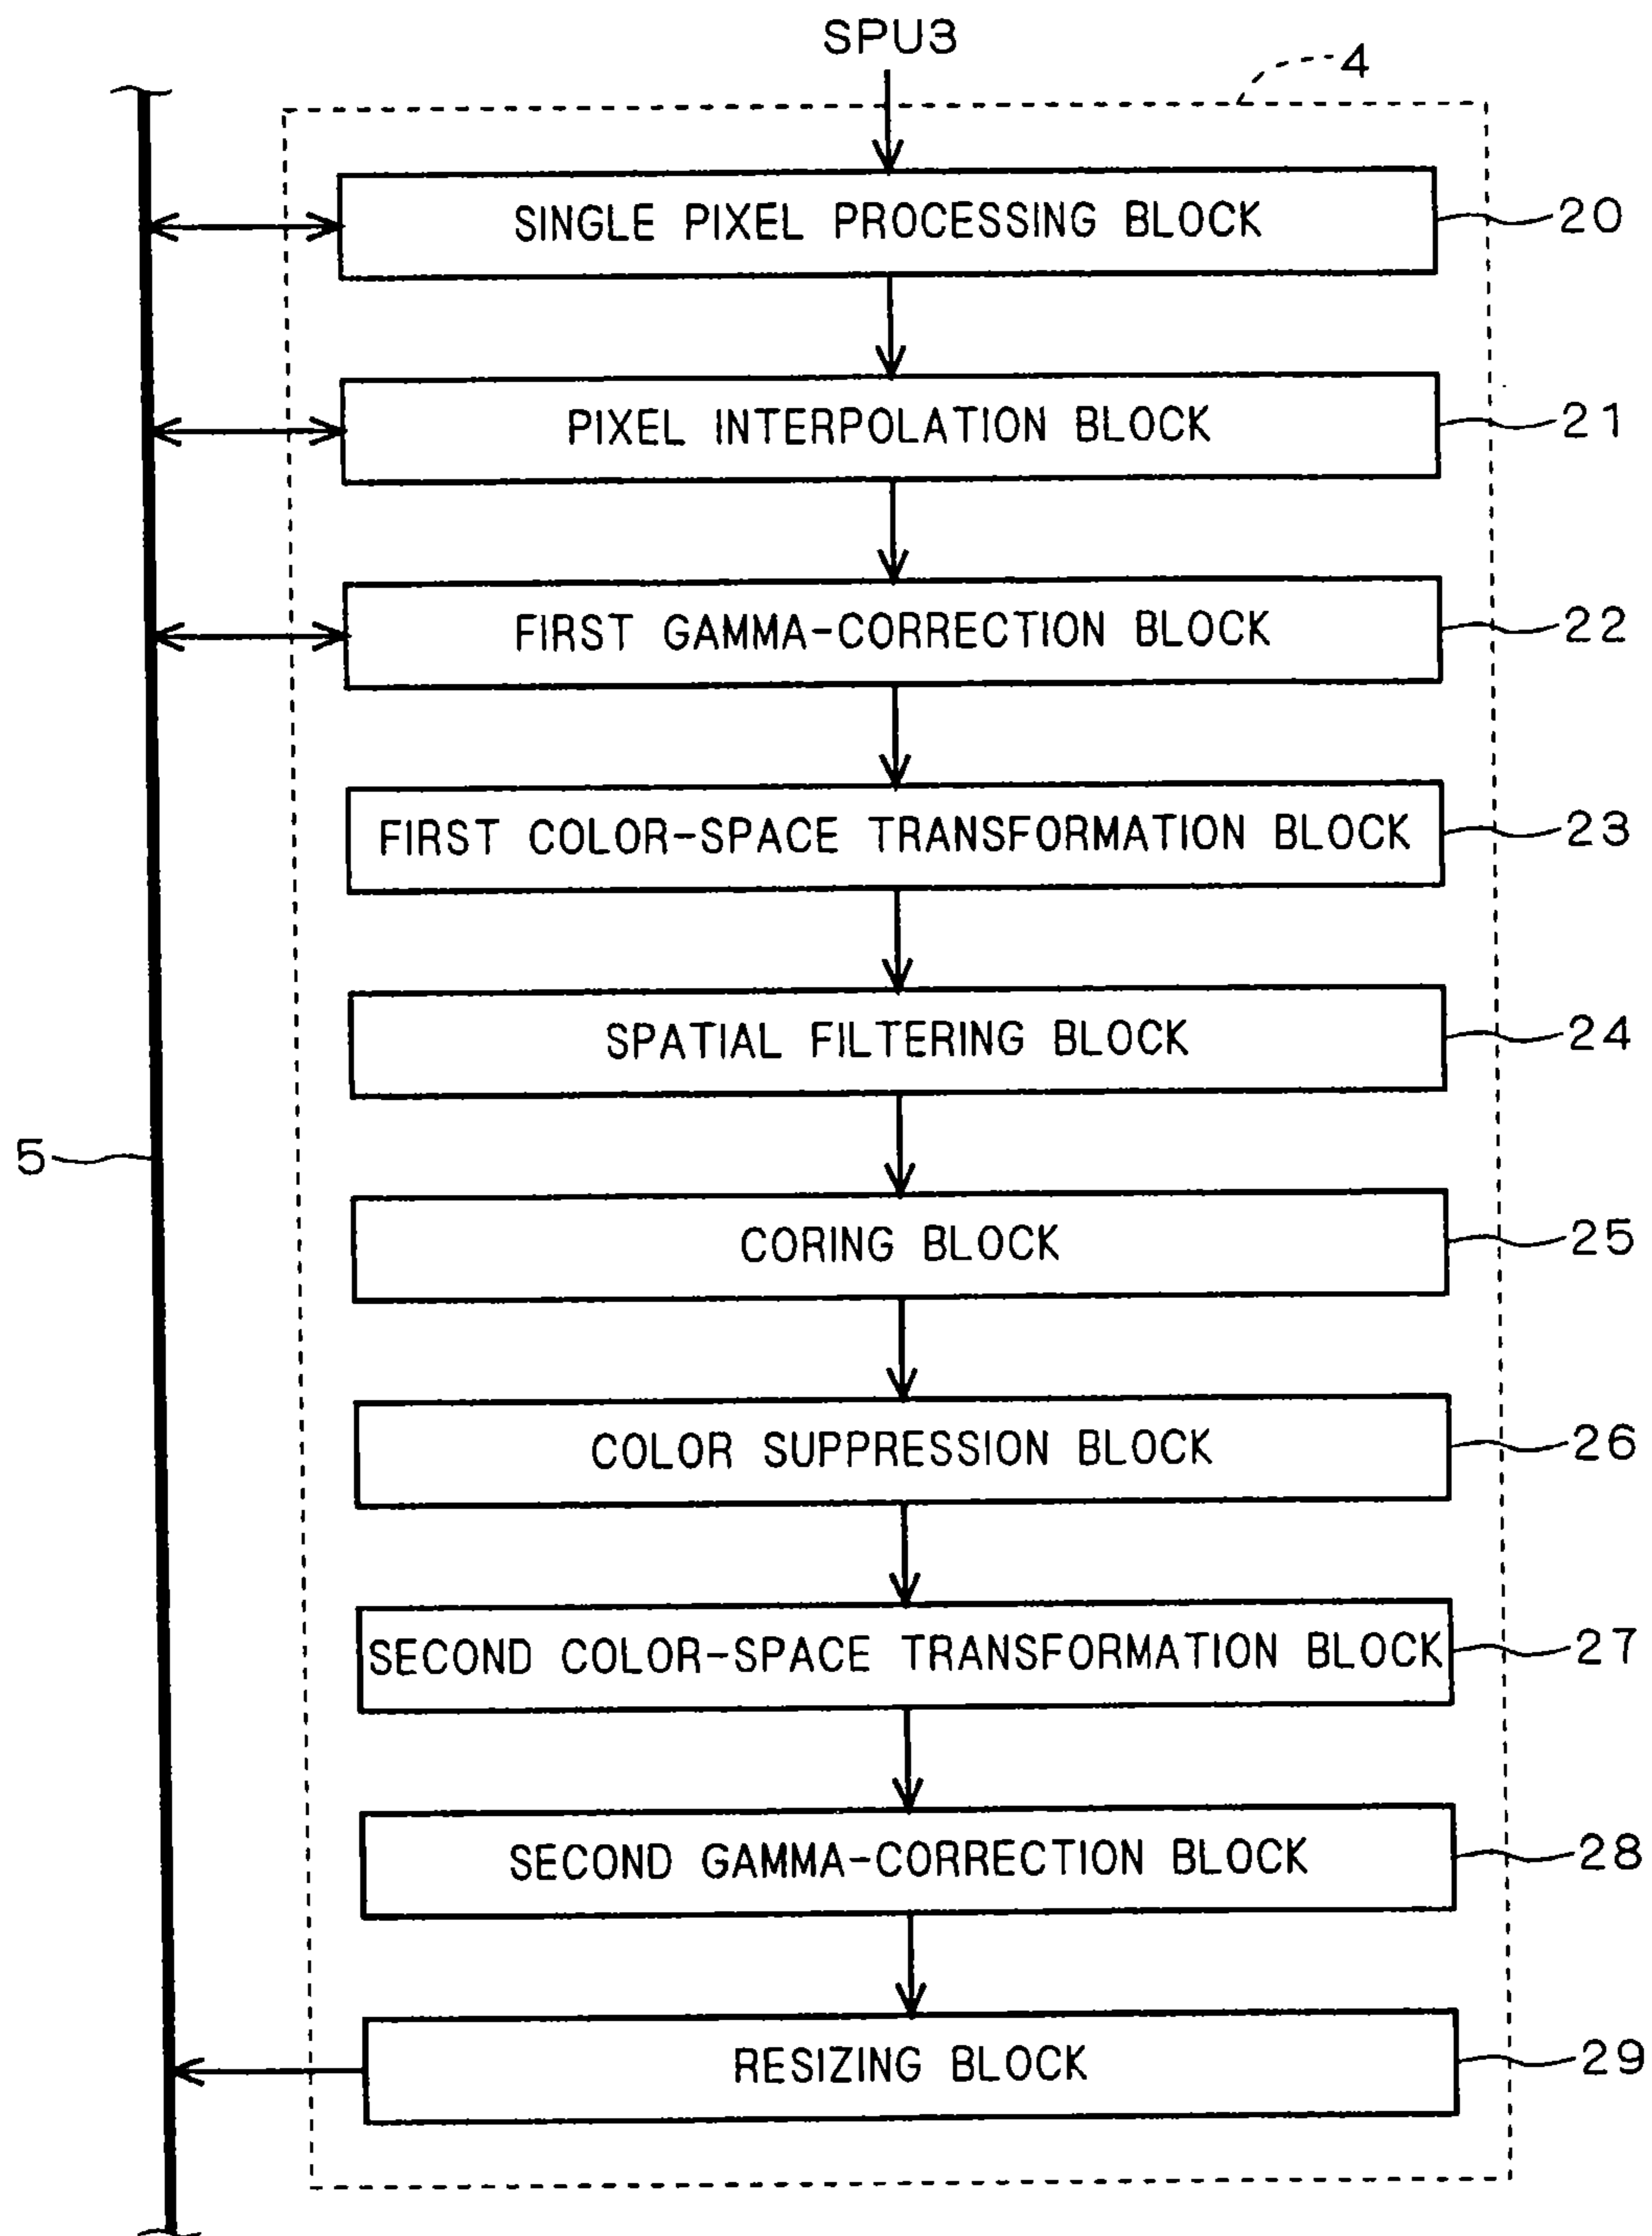 SPU3
4
SINGLE PIXEL PROCESSING BLOCK
20
PIXEL INTERPOLATION BLOCK
21
FIRST GAMMA-CORRECTION BLOCK
22
FIRST COLOR-SPACE TRANSFORMATION BLOCK
23
SPATIAL FILTERING BLOCK
24
5
CORING BLOCK
25
COLOR SUPPRESSION BLOCK
26
SECOND COLOR-SPACE TRANSFORMATION BLOCK
27
SECOND GAMMA-CORRECTION BLOCK
28
RESIZING BLOCK
29